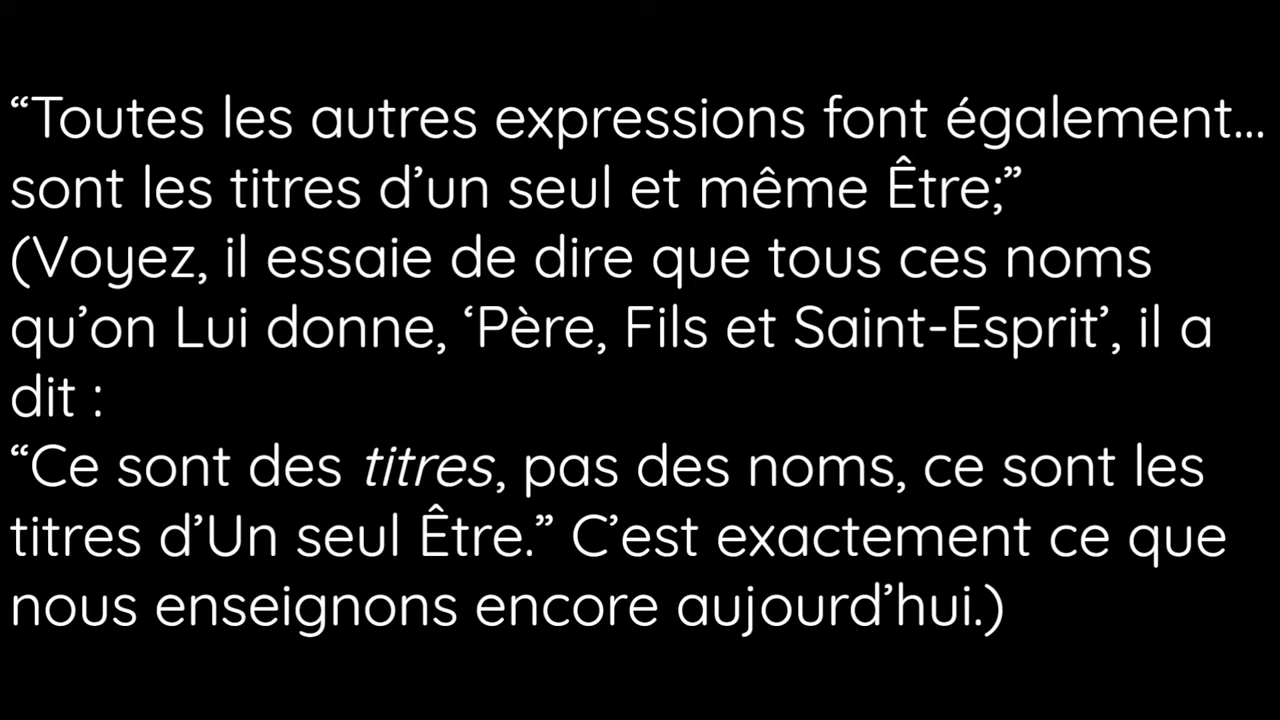 “Toutes les autres expressions font également...
sont les titres d’un seul et même Être;”
(Voyez, il essaie de dire que tous ces noms
qu’on Lui donne, ‘Père, Fils et Saint-Esprit’, il a
dit :
“Ce sont des titres, pas des noms, ce sont les
titres d’Un seul Être.” C’est exactement ce que
nous enseignons encore aujourd’hui.)